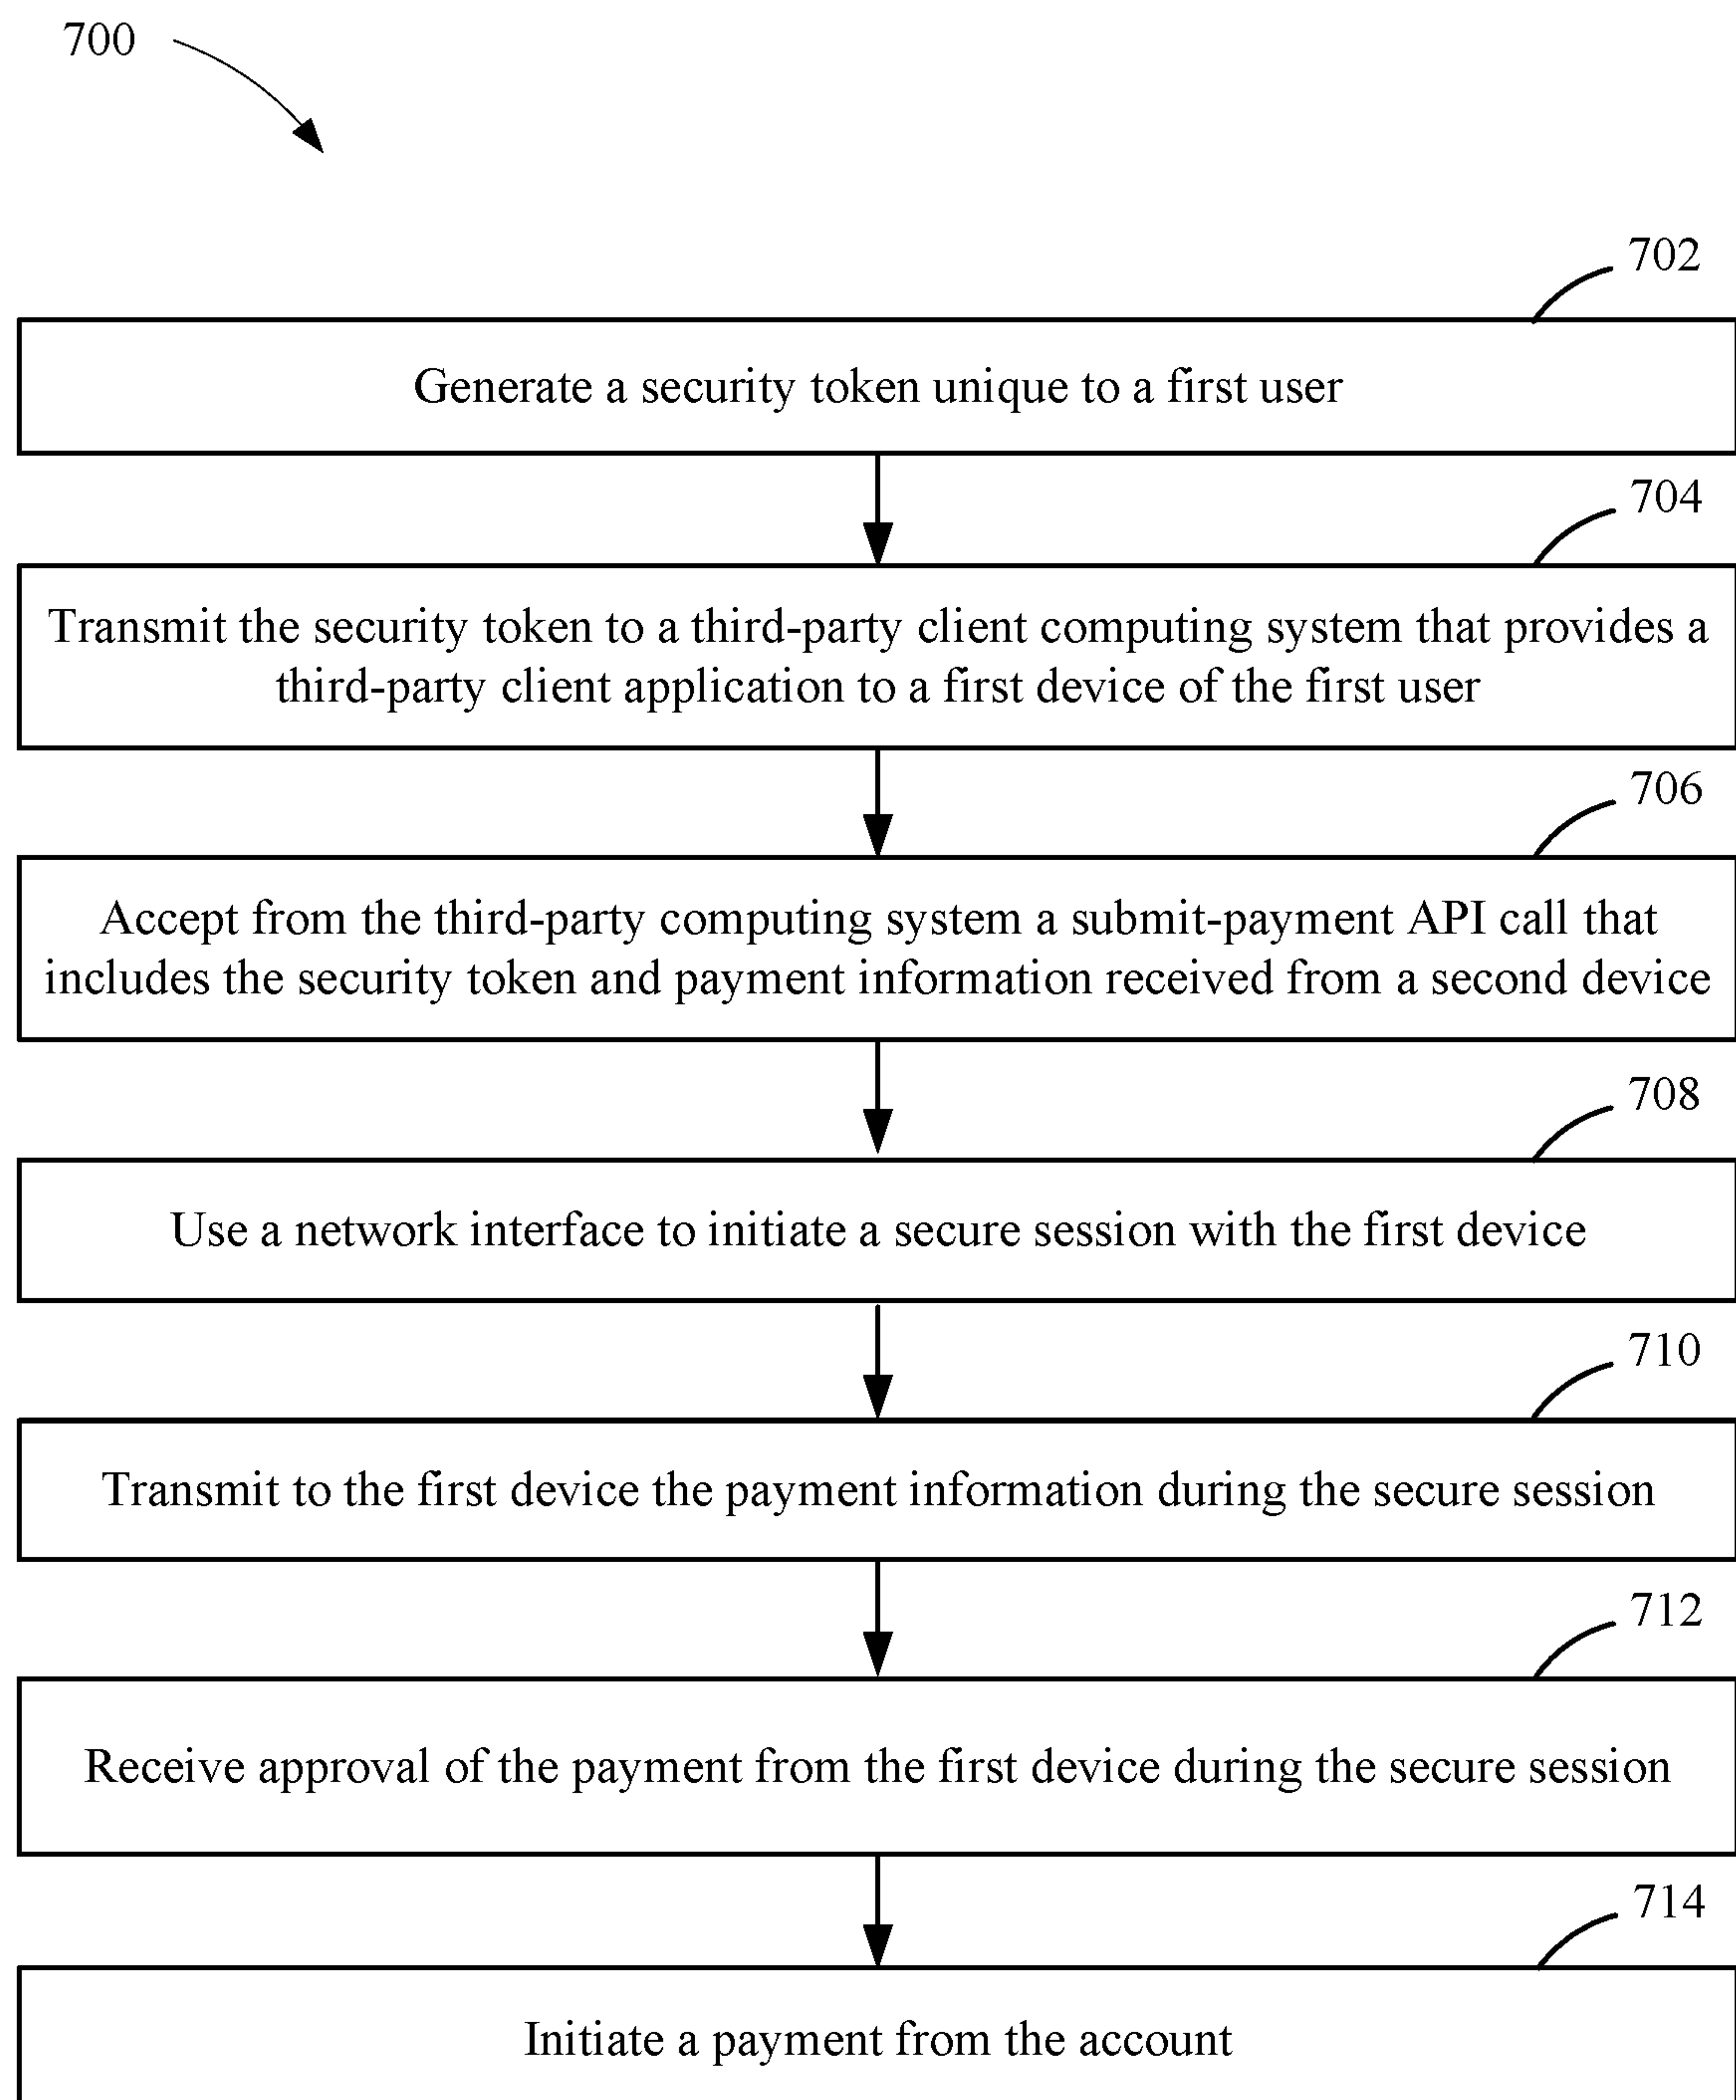 700
702
Generate a security token unique to a first user
704
Transmit the security token to a third-party client computing system that provides a
third-party client application to a first device of the first user
706
Accept from the third-party computing system a submit-payment API call that
includes the security token and payment information received from a second device
708
Use a network interface to initiate a secure session with the first device
710
Transmit to the first device the payment information during the secure session
712
Receive approval of the payment from the first device during the secure session
714
Initiate a payment from the account